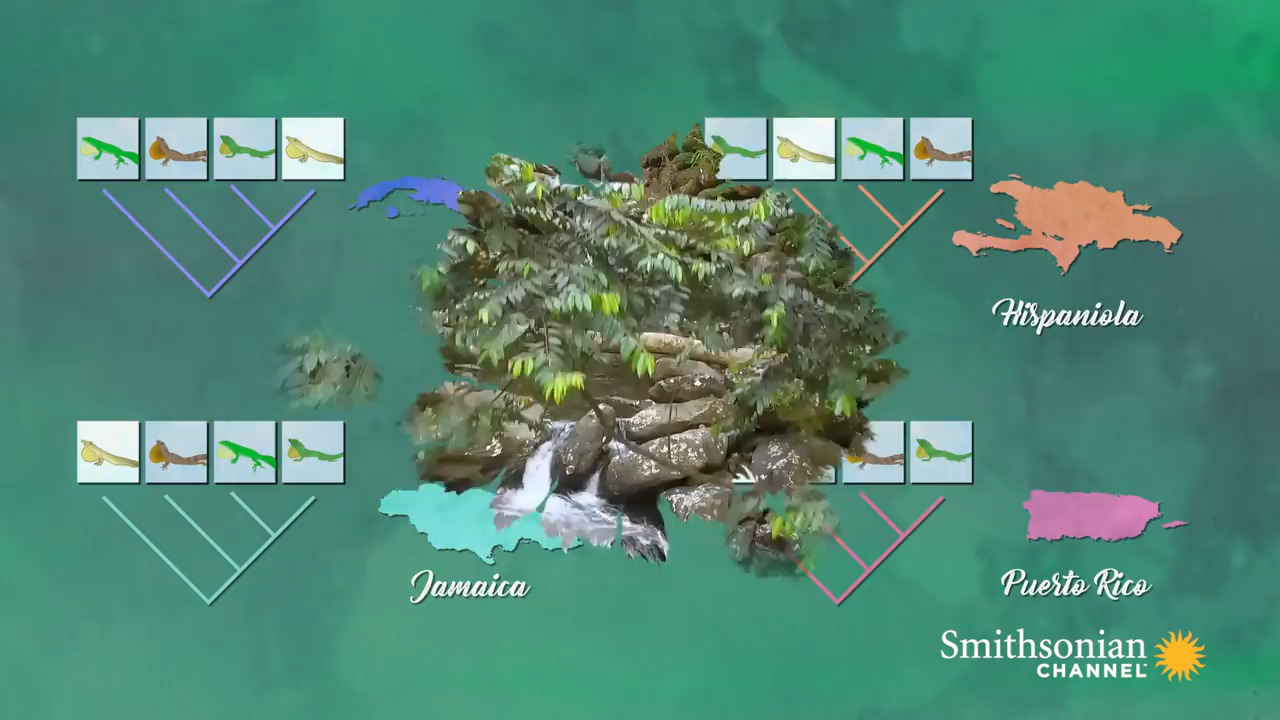 Hispaniola
Jamaica
Puerto Rico
Smithsonian
CHANNEL